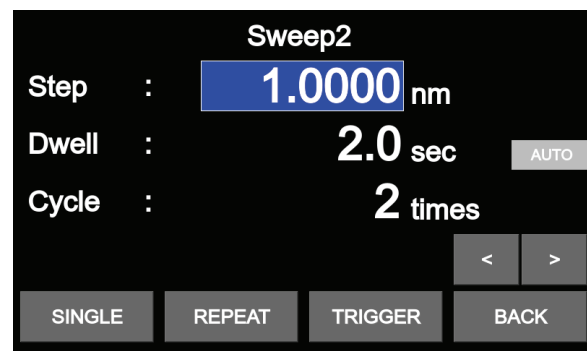 Sweep2
Step : 1.0000 nm
Dwell : 2.0 sec AUTO
Cycle : 2 times
< >
SINGLE REPEAT TRIGGER BACK